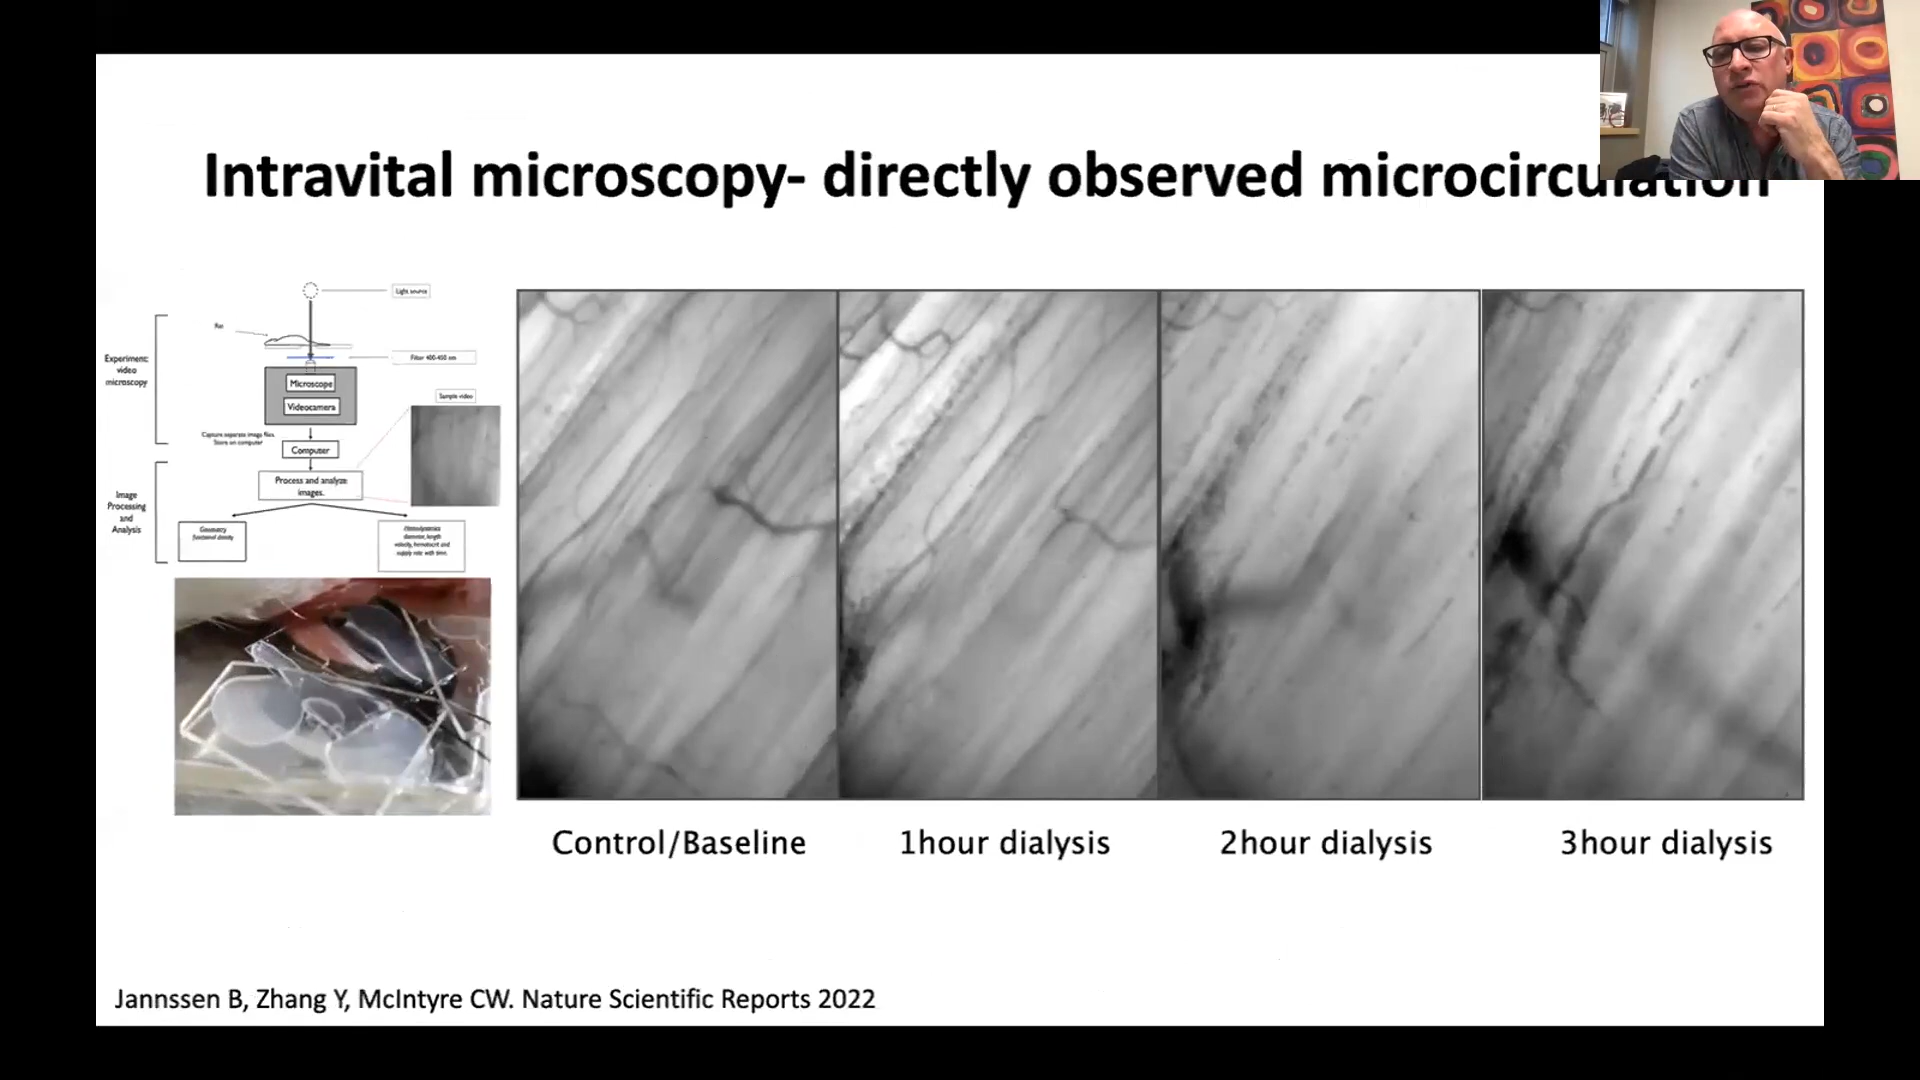 Intravital microscopy- directly observed microcirculation
Light source
Rat
Experiment:
video
microscopy
Filter 400-450 nm
Microscope
Videocamera
Sample video
Capture separate image files.
Store on computer
Computer
Process and analyze
images.
Image
Processing
and
Analysis
Geometry
functional density
Hemodynamics
diameter, length
velocity, hematocrit and
supply rate with time.
Control/Baseline
1hour dialysis
2hour dialysis
3hour dialysis
Jannssen B, Zhang Y, McIntyre CW. Nature Scientific Reports 2022